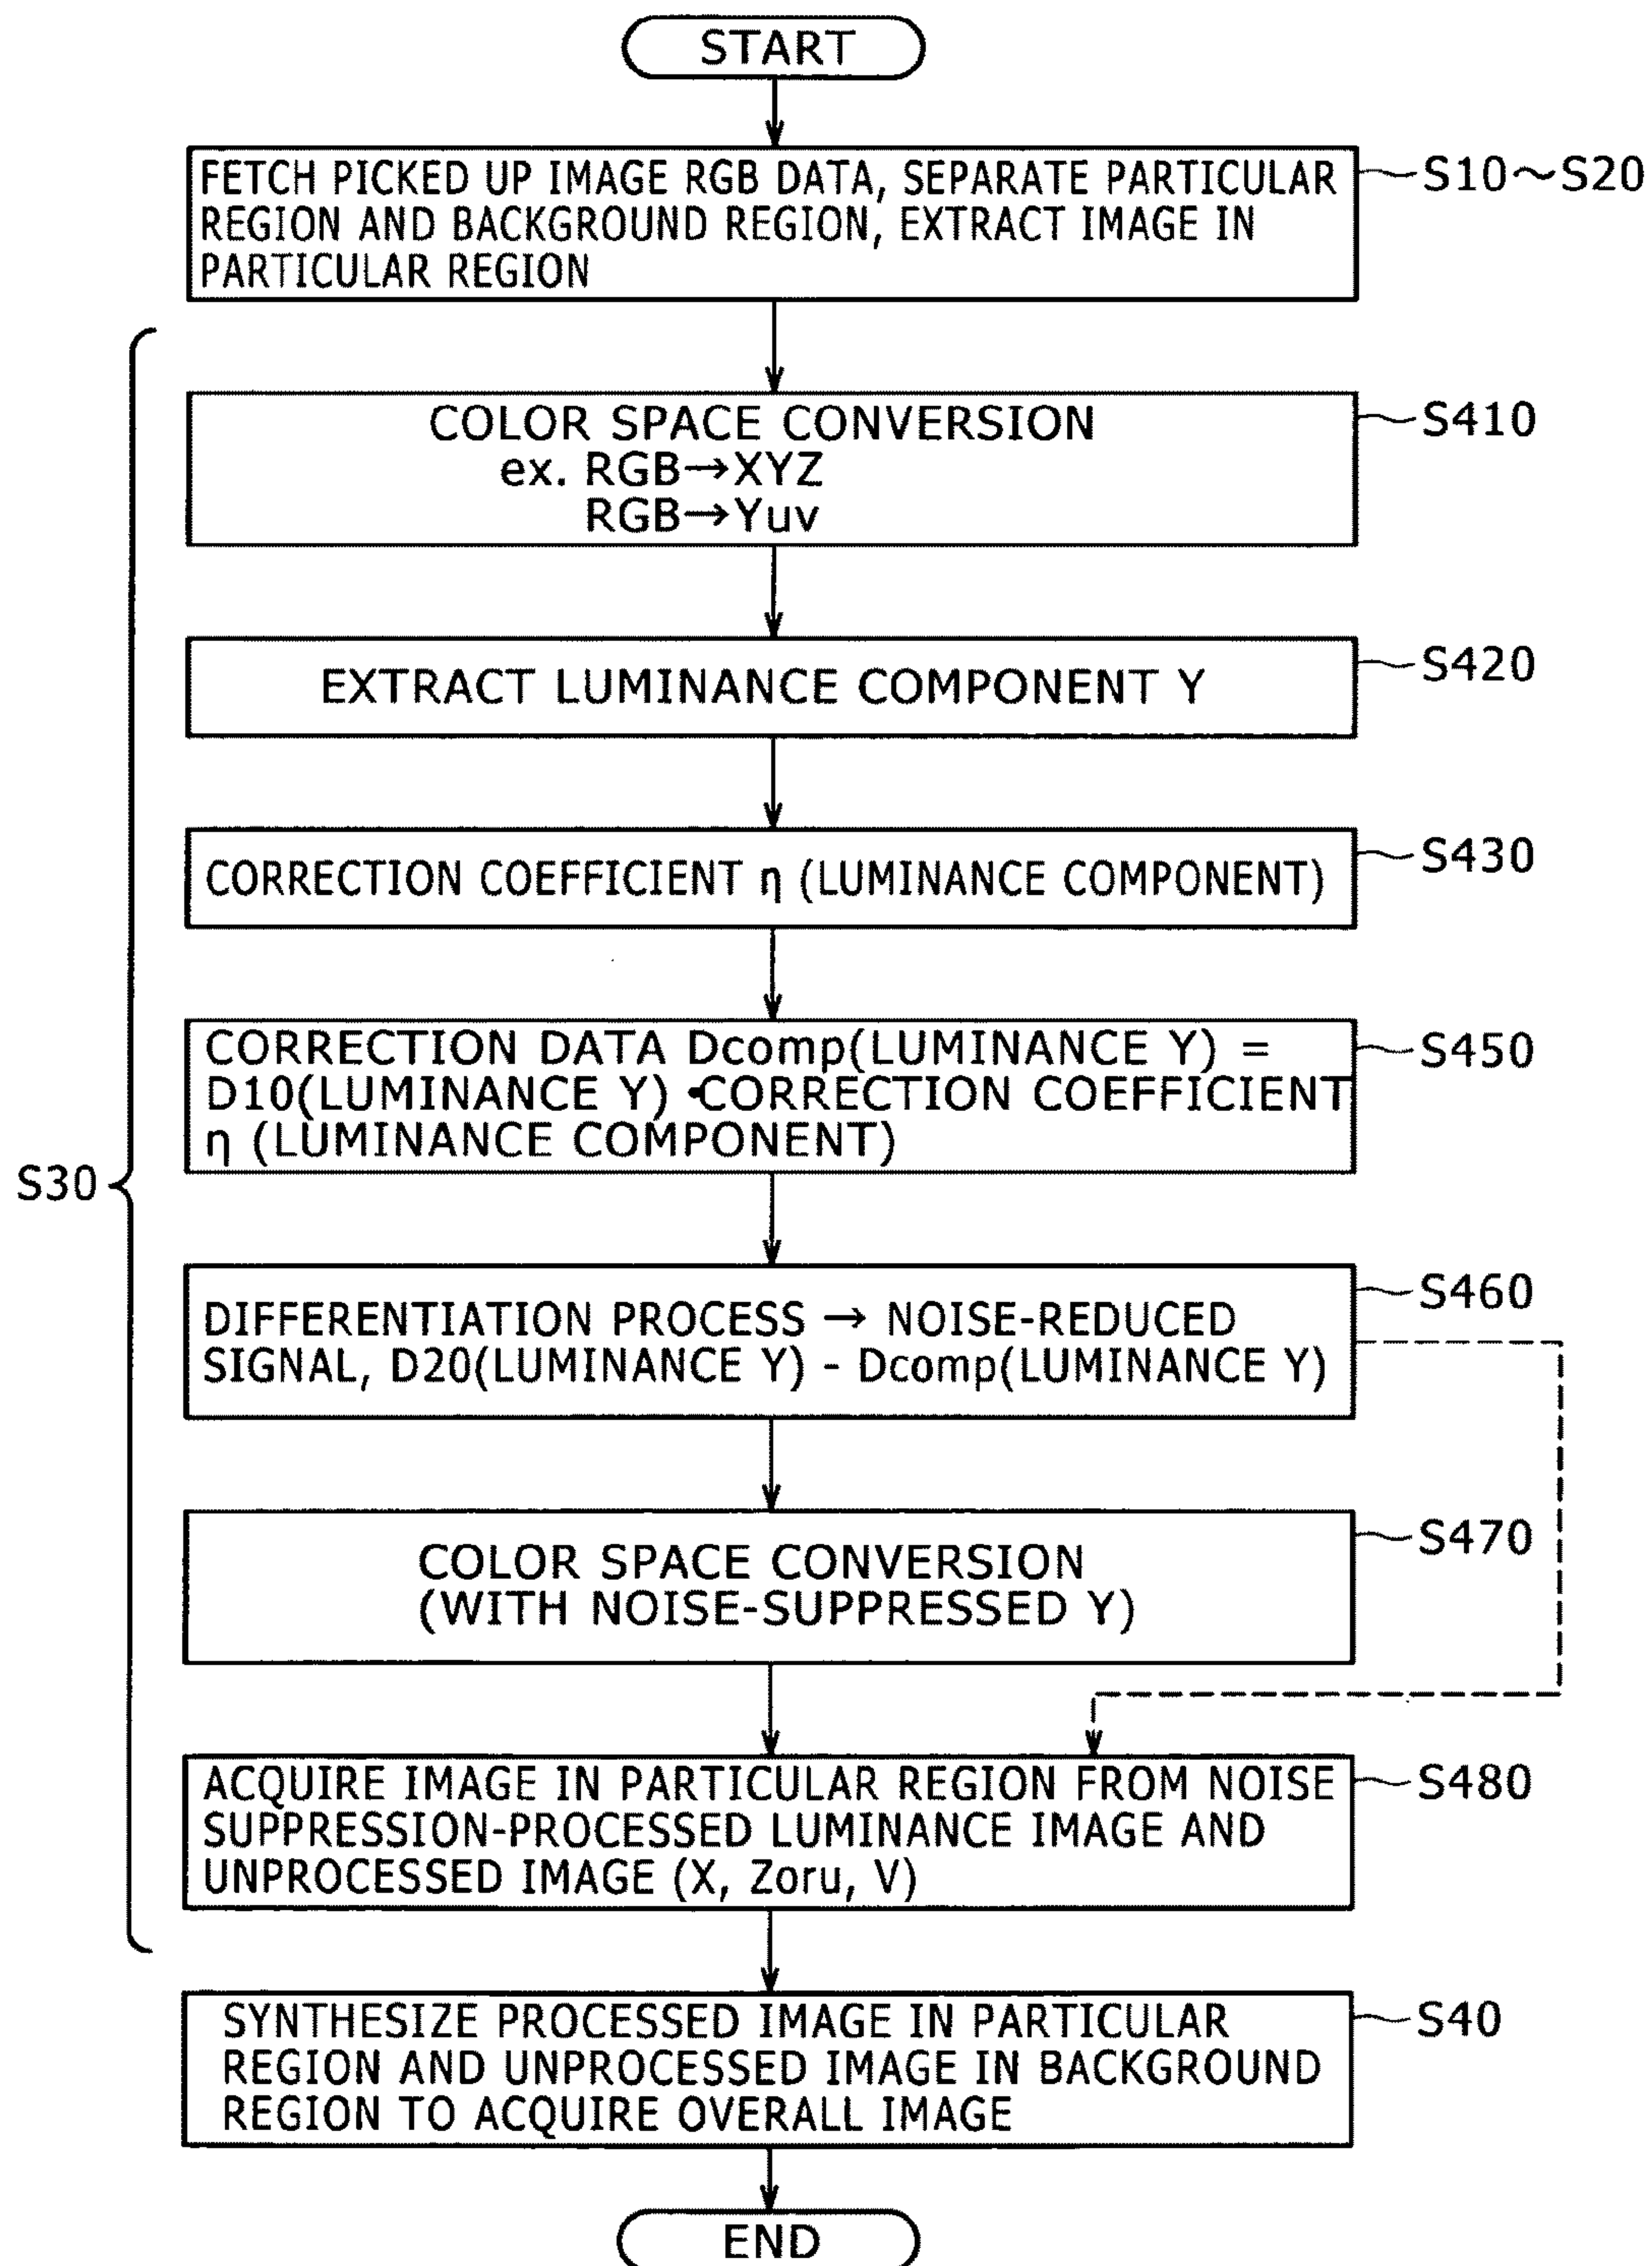 START
FETCH PICKED UP IMAGE RGB DATA, SEPARATE PARTICULAR
REGION AND BACKGROUND REGION, EXTRACT IMAGE IN
PARTICULAR REGION
S10~S20
COLOR SPACE CONVERSION
ex. RGB→XYZ
RGB→Yuv
S410
EXTRACT LUMINANCE COMPONENT Y
S420
CORRECTION COEFFICIENT η (LUMINANCE COMPONENT)
S430
CORRECTION DATA Dcomp(LUMINANCE Y) =
D10(LUMINANCE Y) •CORRECTION COEFFICIENT
η (LUMINANCE COMPONENT)
S450
S30
DIFFERENTIATION PROCESS → NOISE-REDUCED
SIGNAL, D20(LUMINANCE Y) - Dcomp(LUMINANCE Y)
S460
COLOR SPACE CONVERSION
(WITH NOISE-SUPPRESSED Y)
S470
ACQUIRE IMAGE IN PARTICULAR REGION FROM NOISE
SUPPRESSION-PROCESSED LUMINANCE IMAGE AND
UNPROCESSED IMAGE (X, Zoru, V)
S480
SYNTHESIZE PROCESSED IMAGE IN PARTICULAR
REGION AND UNPROCESSED IMAGE IN BACKGROUND
REGION TO ACQUIRE OVERALL IMAGE
S40
END